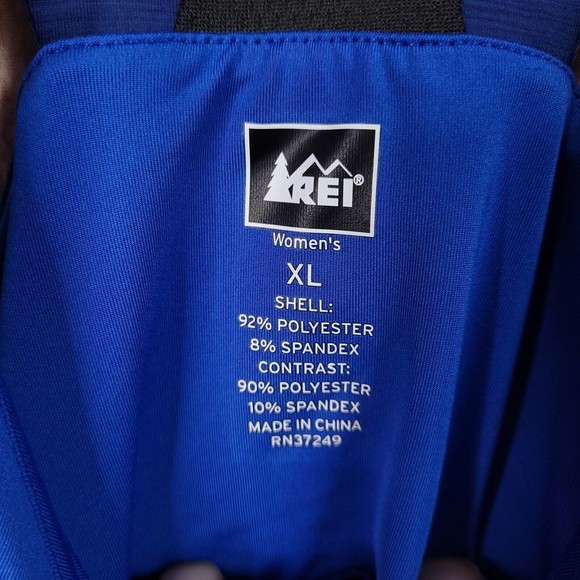 REI®
Women's
XL
SHELL:
92% POLYESTER
8% SPANDEX
CONTRAST:
90% POLYESTER
10% SPANDEX
MADE IN CHINA
RN37249